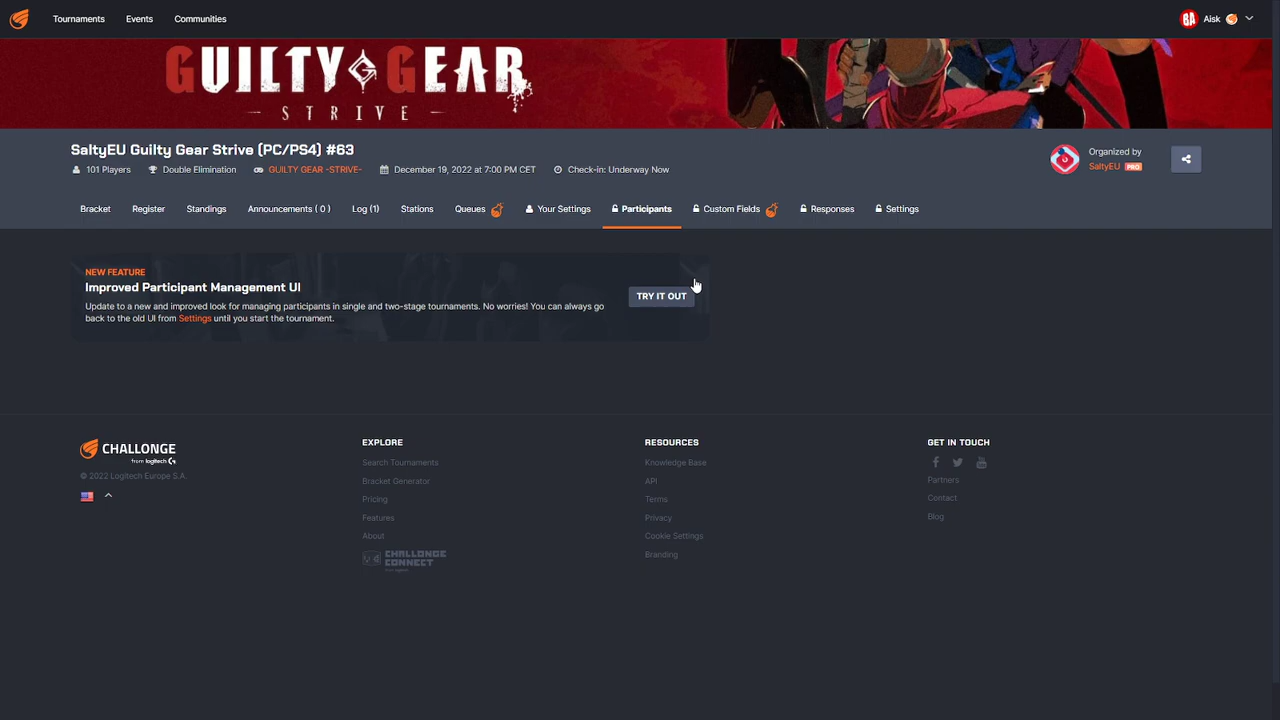 Tournaments Events Communities
BA Aisk
GUILTY GEAR
STRIVE
SaltyEU Guilty Gear Strive (PC/PS4) #63
101 Players Double Elimination GUILTY GEAR -STRIVE- December 19, 2022 at 7:00 PM CET Check-in: Underway Now
Organized by
SaltyEU PRO
Bracket Register Standings Announcements ( 0 ) Log (1) Stations Queues Your Settings Participants Custom Fields Responses Settings
NEW FEATURE
Improved Participant Management UI
Update to a new and improved look for managing participants in single and two-stage tournaments. No worries! You can always go
back to the old UI from Settings until you start the tournament.
TRY IT OUT
CHALLONGE
from logitech G
© 2022 Logitech Europe S.A.
EXPLORE
Search Tournaments
Bracket Generator
Pricing
Features
About
CHALLONGE
CONNECT
RESOURCES
Knowledge Base
API
Terms
Privacy
Cookie Settings
Branding
GET IN TOUCH
Partners
Contact
Blog